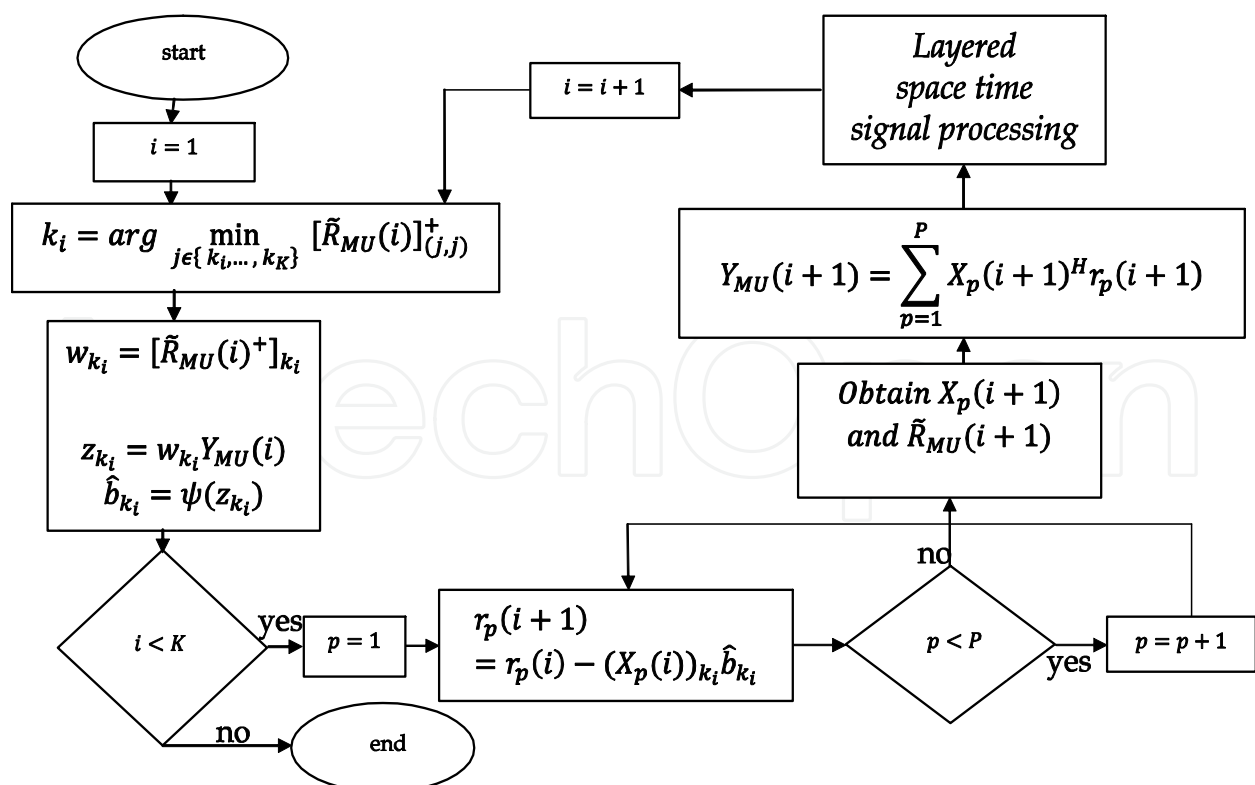 start
i = 1
k_i = arg min_{j∈{ k_i,…, k_K}} [R̃_MU(i)]^+_(j,j)
w_{k_i} = [R̃_MU(i)^+]_{k_i}
z_{k_i} = w_{k_i} Y_MU(i)
b̂_{k_i} = ψ(z_{k_i})
i < K
yes
no
end
p = 1
r_p(i + 1)
= r_p(i) − (X_p(i))_{k_i} b̂_{k_i}
p < P
yes
p = p + 1
no
Obtain X_p(i + 1)
and R̃_MU(i + 1)
Y_MU(i + 1) = ∑_{p=1}^{P} X_p(i + 1)^H r_p(i + 1)
Layered
space time
signal processing
i = i + 1